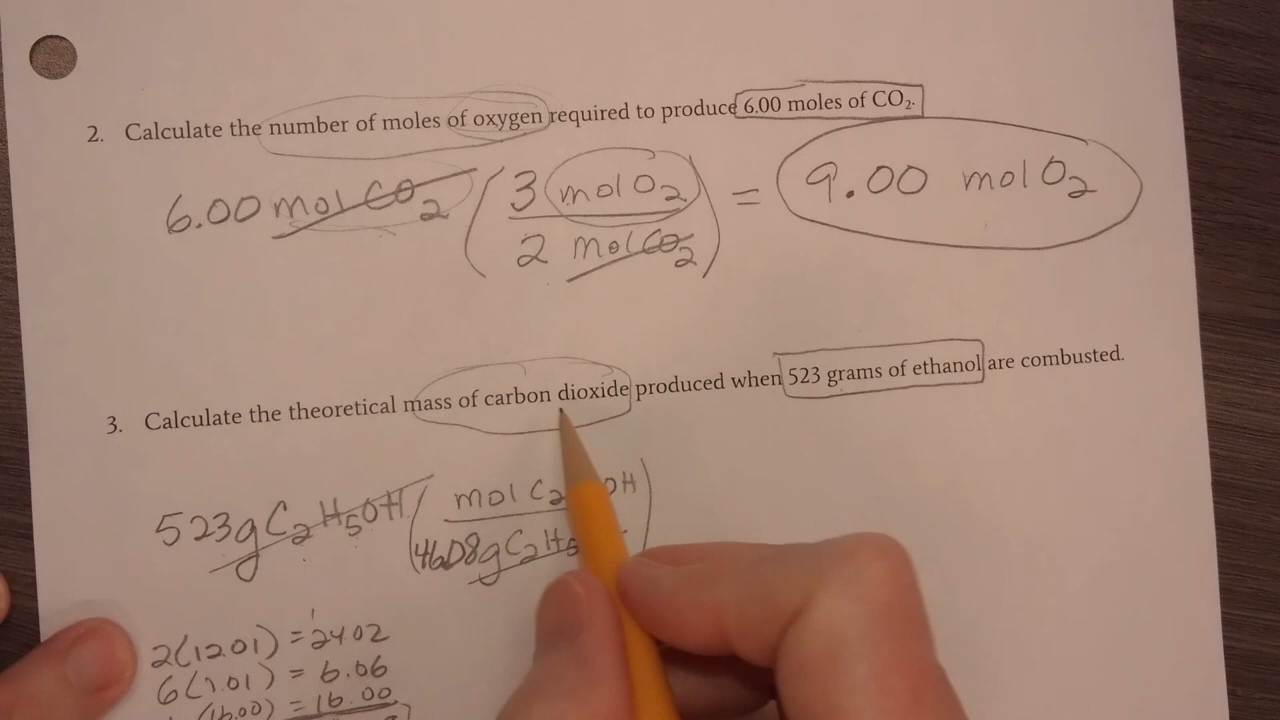 2. Calculate the number of moles of oxygen required to produce 6.00 moles of CO₂.
6.00 mol CO₂ ( 3 mol O₂ / 2 mol CO₂ ) = 9.00 mol O₂
3. Calculate the theoretical mass of carbon dioxide produced when 523 grams of ethanol are combusted.
523g C₂H₅OH ( mol C₂ OH / 46.08g C₂H₅
2(12.01) = 24.02
6(1.01) = 6.06
(16.00) = 16.00